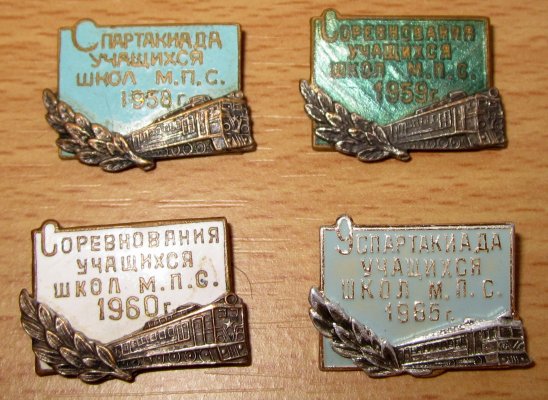 Спартакиада
учащихся
школ М.П.С.
1958 г.
Соревнования
учащихся
школ М.П.С.
1959 г.
Соревнования
учащихся
школ М.П.С.
1960 г.
Спартакиада
учащихся
школ М.П.С.
1965 г.